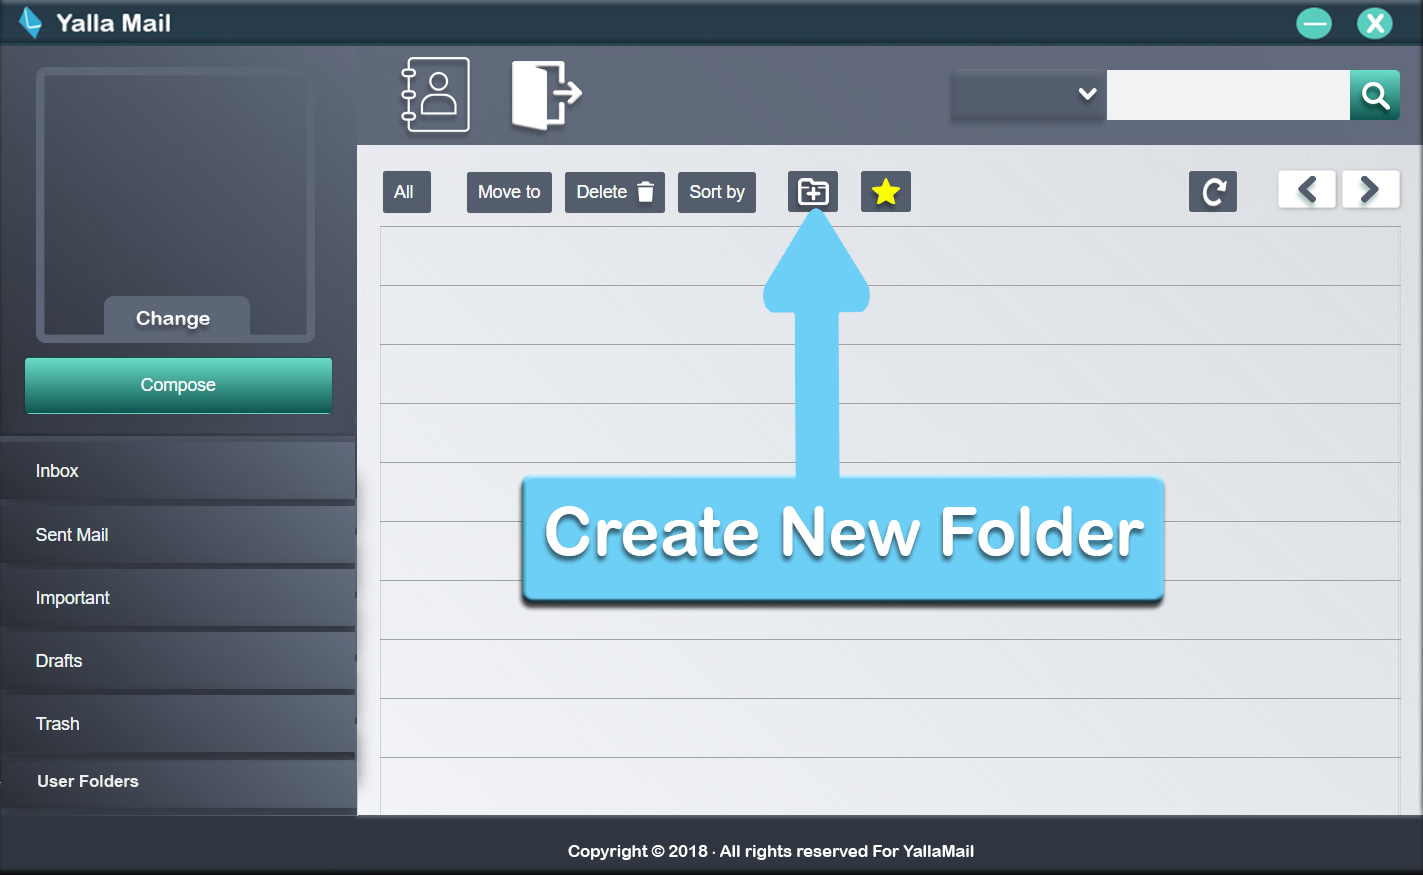 Yalla Mail
All
Move to
Delete
Sort by
Change
Compose
Inbox
Sent Mail
Important
Drafts
Trash
User Folders
Create New Folder
Copyright © 2018 · All rights reserved For YallaMail